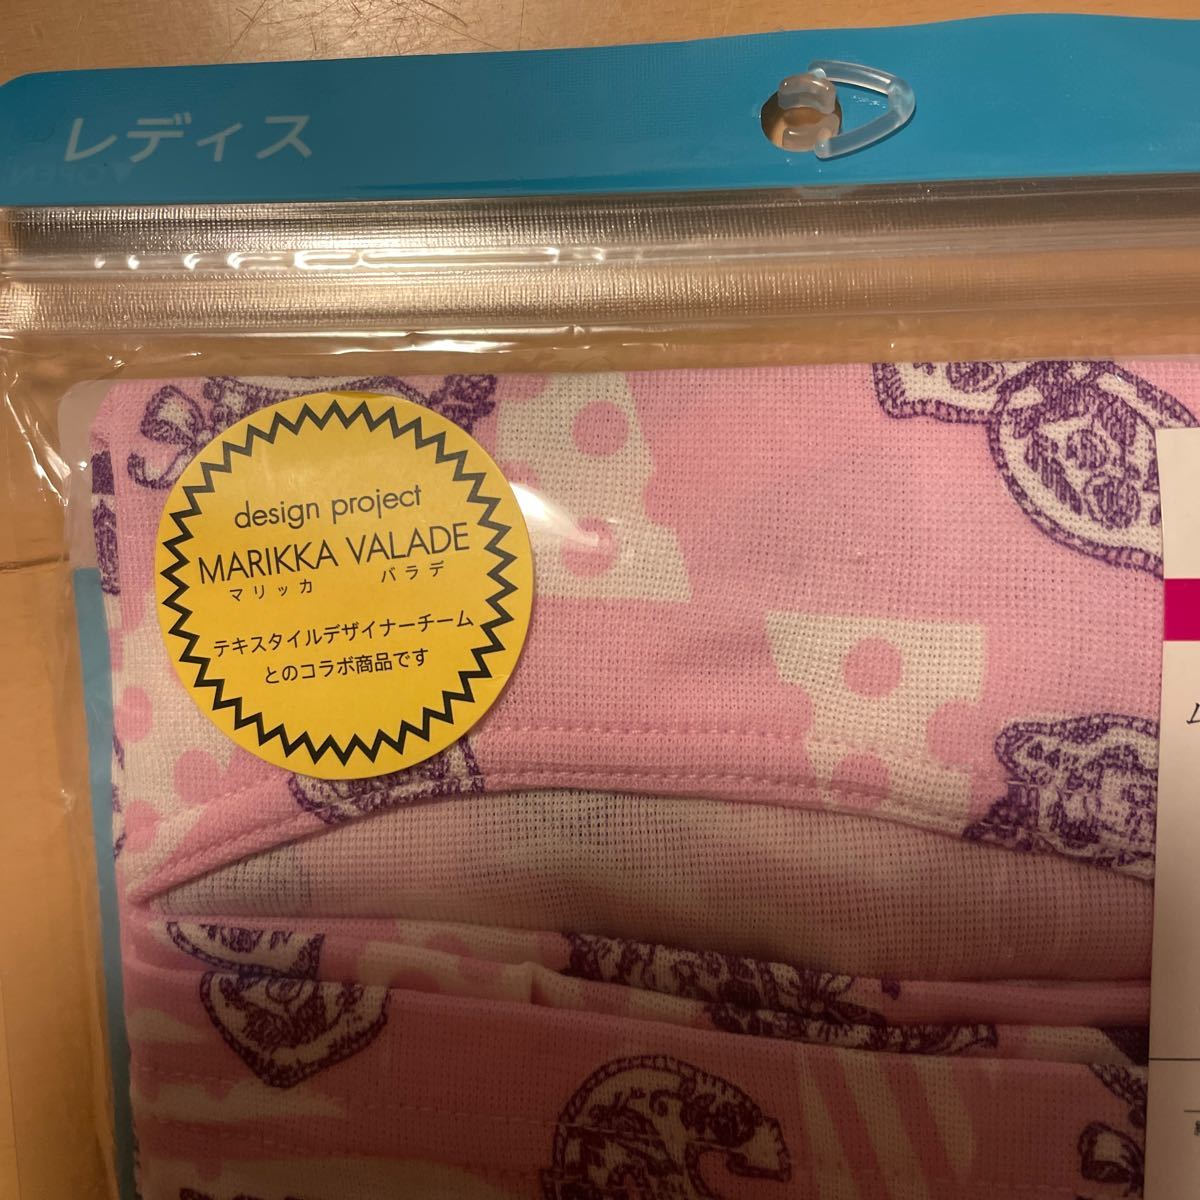 レディス
OPEN
design project
MARIKKA VALADE
マリッカ バラデ
テキスタイルデザイナーチーム
とのコラボ商品です